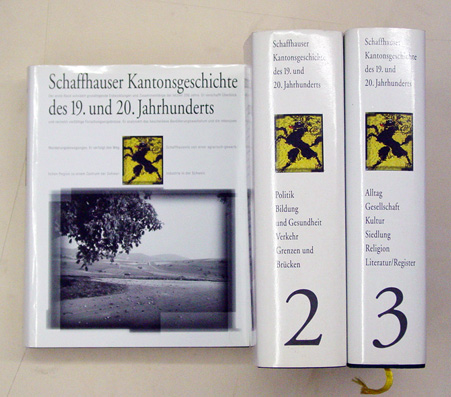 Schaffhauser Kantonsgeschichte
des 19. und 20. Jahrhunderts
Schaffhauser
Kantonsgeschichte
des 19. und
20. Jahrhunderts
Politik
Bildung
und Gesundheit
Verkehr
Grenzen und
Brücken
2
Schaffhauser
Kantonsgeschichte
des 19. und
20. Jahrhunderts
Alltag
Gesellschaft
Kultur
Siedlung
Religion
Literatur/Register
3